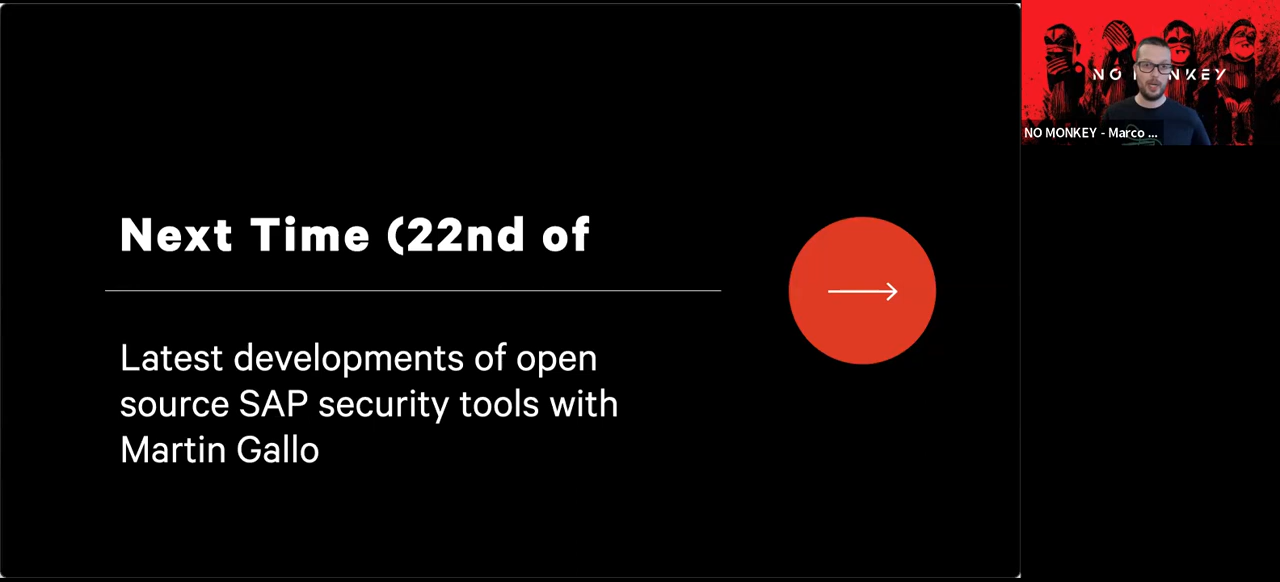 Next Time (22nd of
Latest developments of open
source SAP security tools with
Martin Gallo
NO MONKEY
NO MONKEY - Marco ...